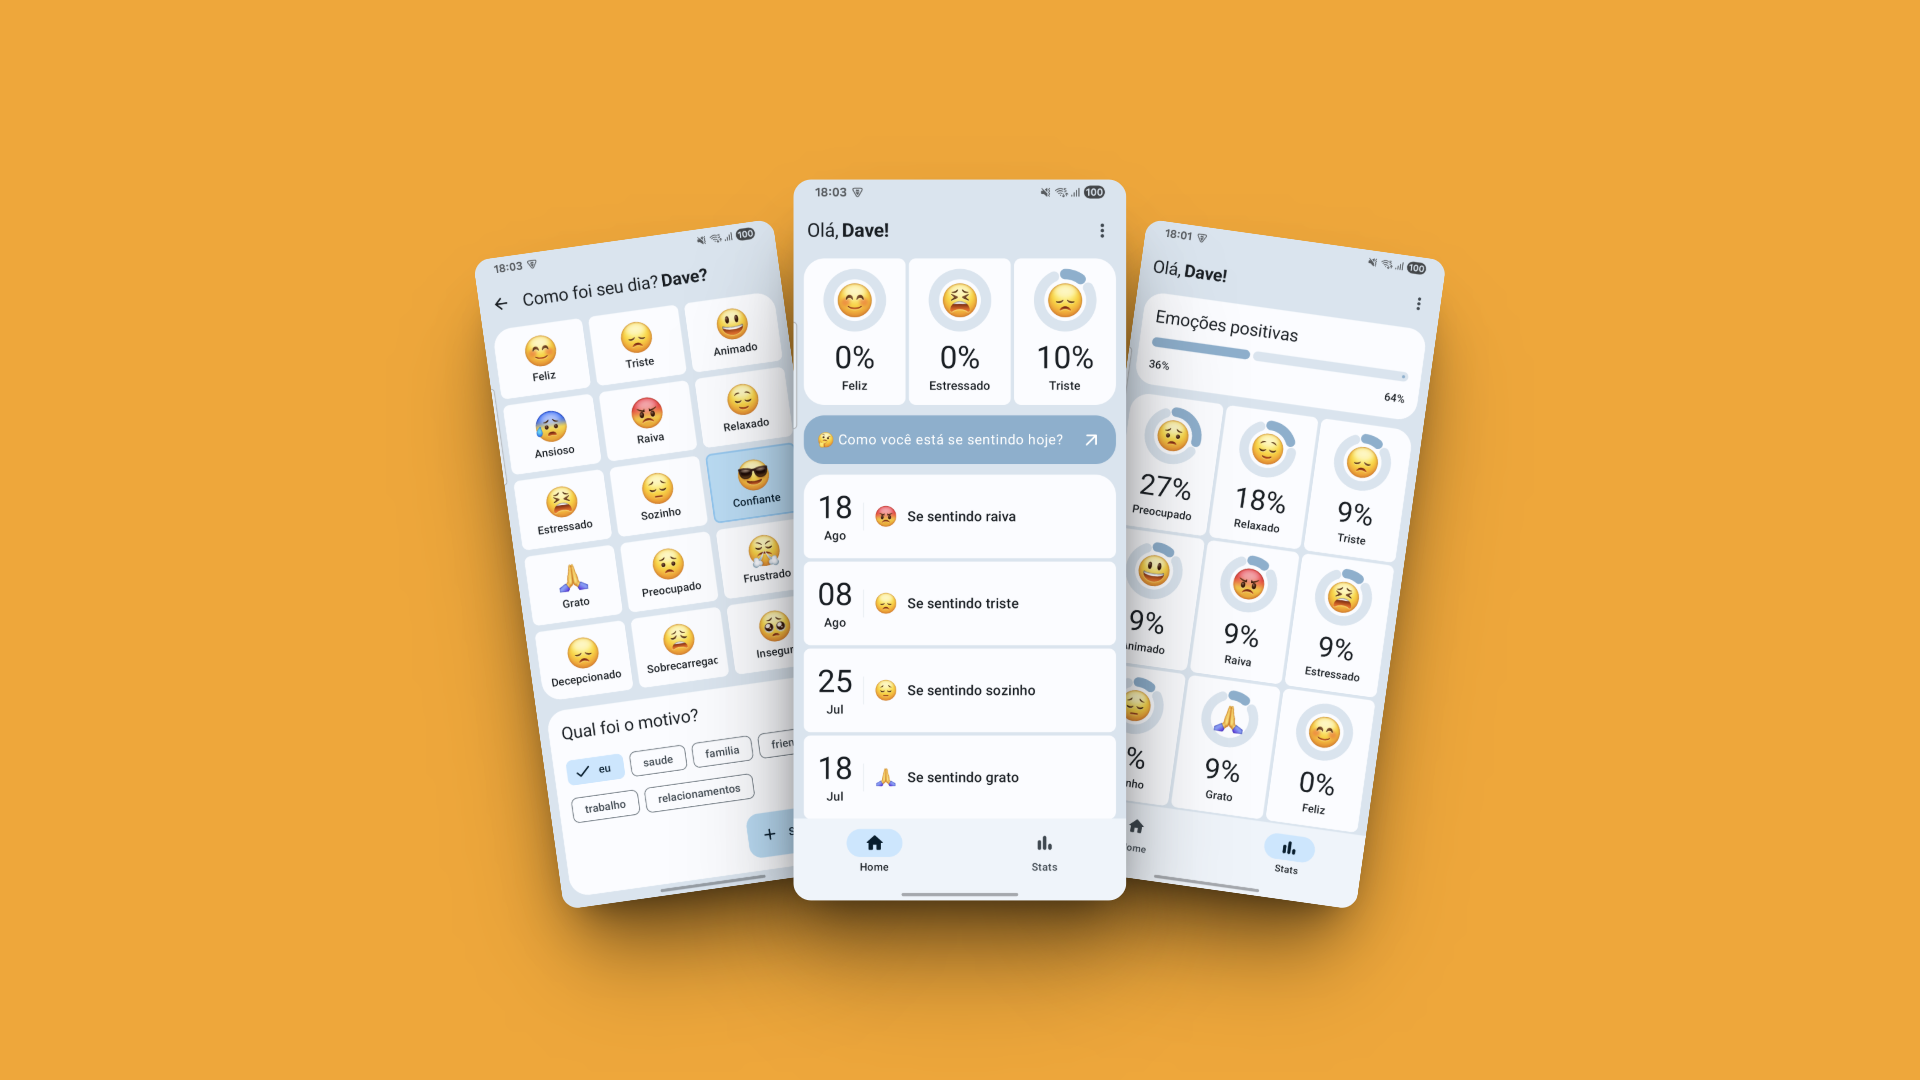 18:03
100
Como foi seu dia? Dave?
Feliz
Triste
Animado
Ansioso
Raiva
Relaxado
Estressado
Sozinho
Confiante
Grato
Preocupado
Frustrado
Decepcionado
Sobrecarregac
Insegur
Qual foi o motivo?
eu
saude
familia
frien
trabalho
relacionamentos
+ S
18:03
100
Olá, Dave!
0%
Feliz
0%
Estressado
10%
Triste
Como você está se sentindo hoje?
18
Ago
Se sentindo raiva
08
Ago
Se sentindo triste
25
Jul
Se sentindo sozinho
18
Jul
Se sentindo grato
Home
Stats
18:01
100
Olá, Dave!
Emoções positivas
36%
64%
27%
Preocupado
18%
Relaxado
9%
Triste
9%
nimado
9%
Raiva
9%
Estressado
%
nho
9%
Grato
0%
Feliz
ome
Stats